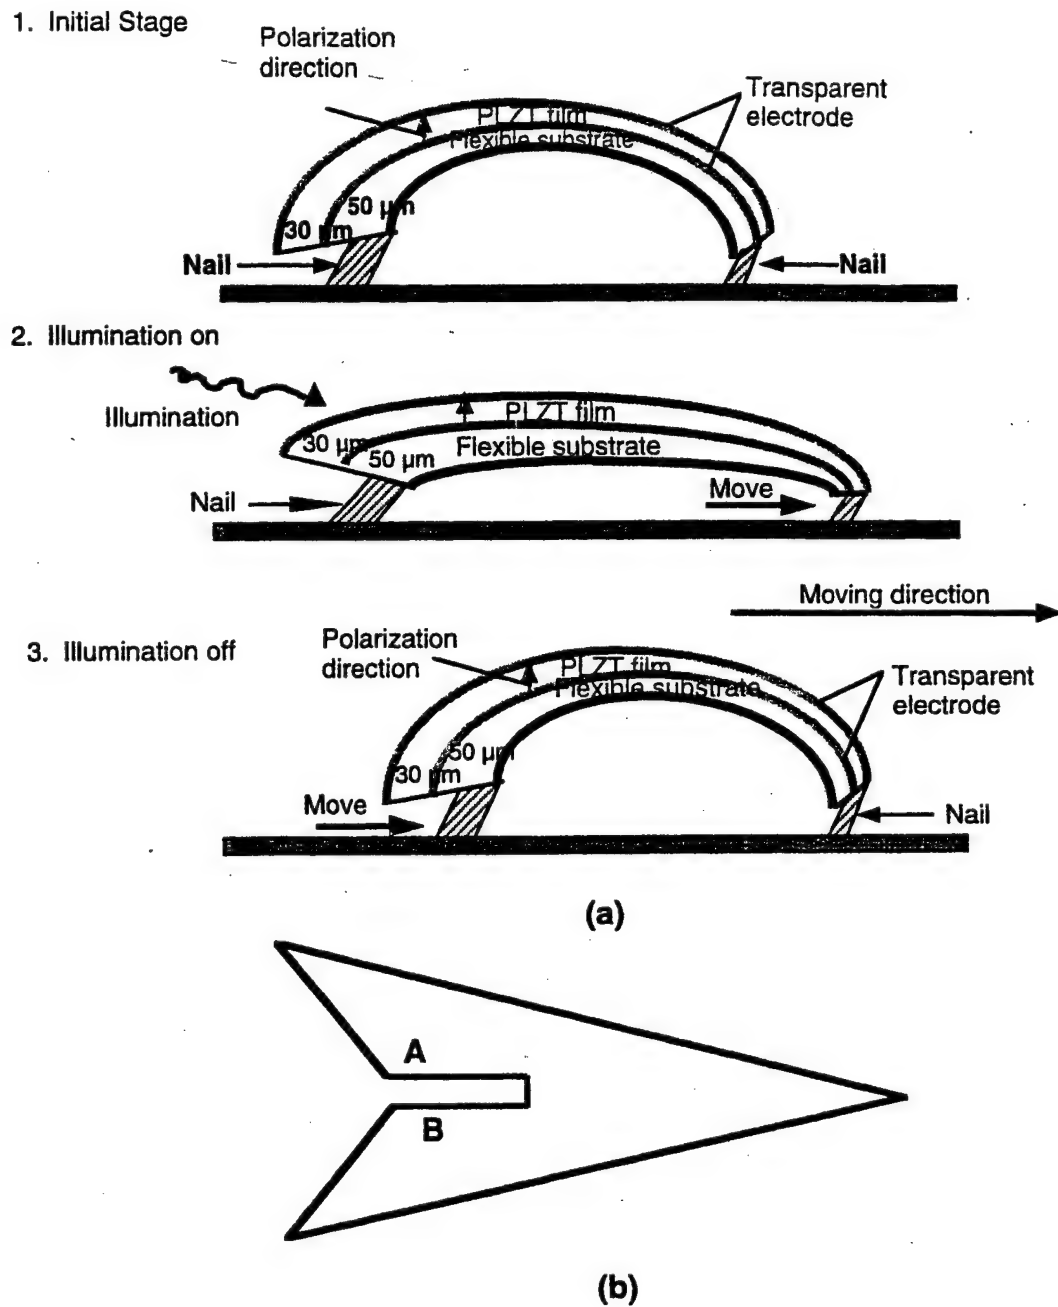 1. Initial Stage
Polarization
direction
Transparent
electrode
PLZT film
Flexible substrate
50 μm
30 μm
Nail
Nail
2. Illumination on
Illumination
PLZT film
30 μm
Flexible substrate
50 μm
Nail
Move
Moving direction
3. Illumination off
Polarization
direction
PLZT film
Flexible substrate
Transparent
electrode
50 μm
30 μm
Move
Nail
(a)
A
B
(b)